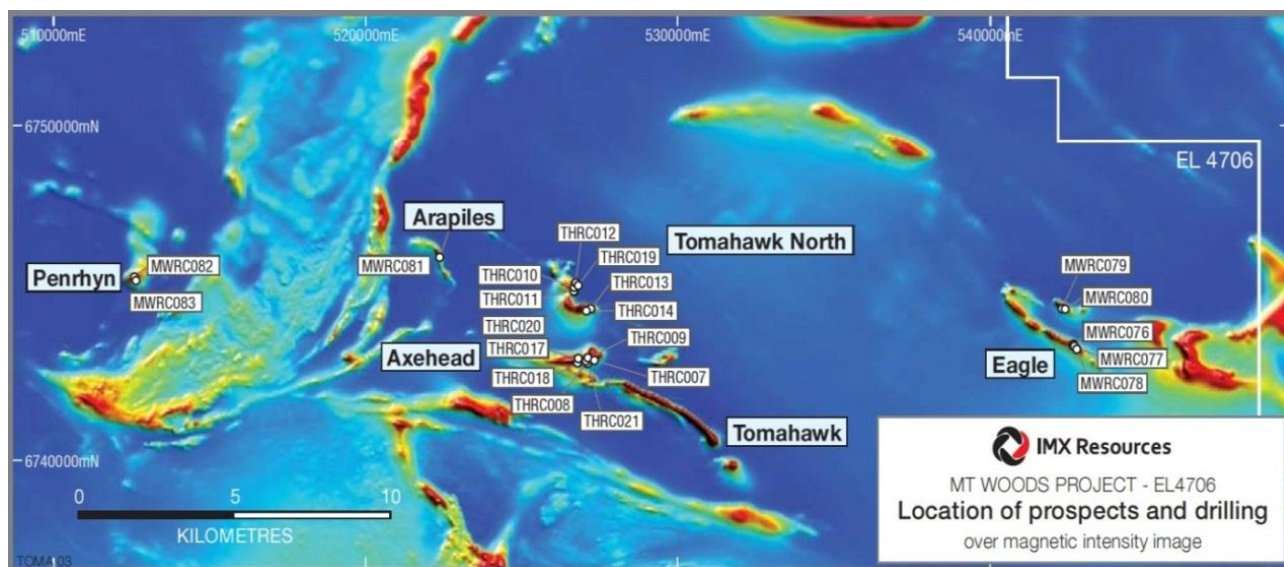 510000mE
520000mE
530000mE
540000mE
6750000mN
EL 4706
Arapiles
THRC012
Tomahawk North
THRC019
Penrhyn
MWRC082
MWRC081
THRC010
THRC013
MWRC079
MWRC083
THRC011
THRC014
MWRC080
THRC020
THRC009
MWRC076
Axehead
THRC017
Eagle
MWRC077
THRC018
THRC007
MWRC078
THRC008
THRC021
Tomahawk
6740000mN
0
5
10
KILOMETRES
IMX Resources
MT WOODS PROJECT - EL4706
Location of prospects and drilling
over magnetic intensity image
TOMA 03